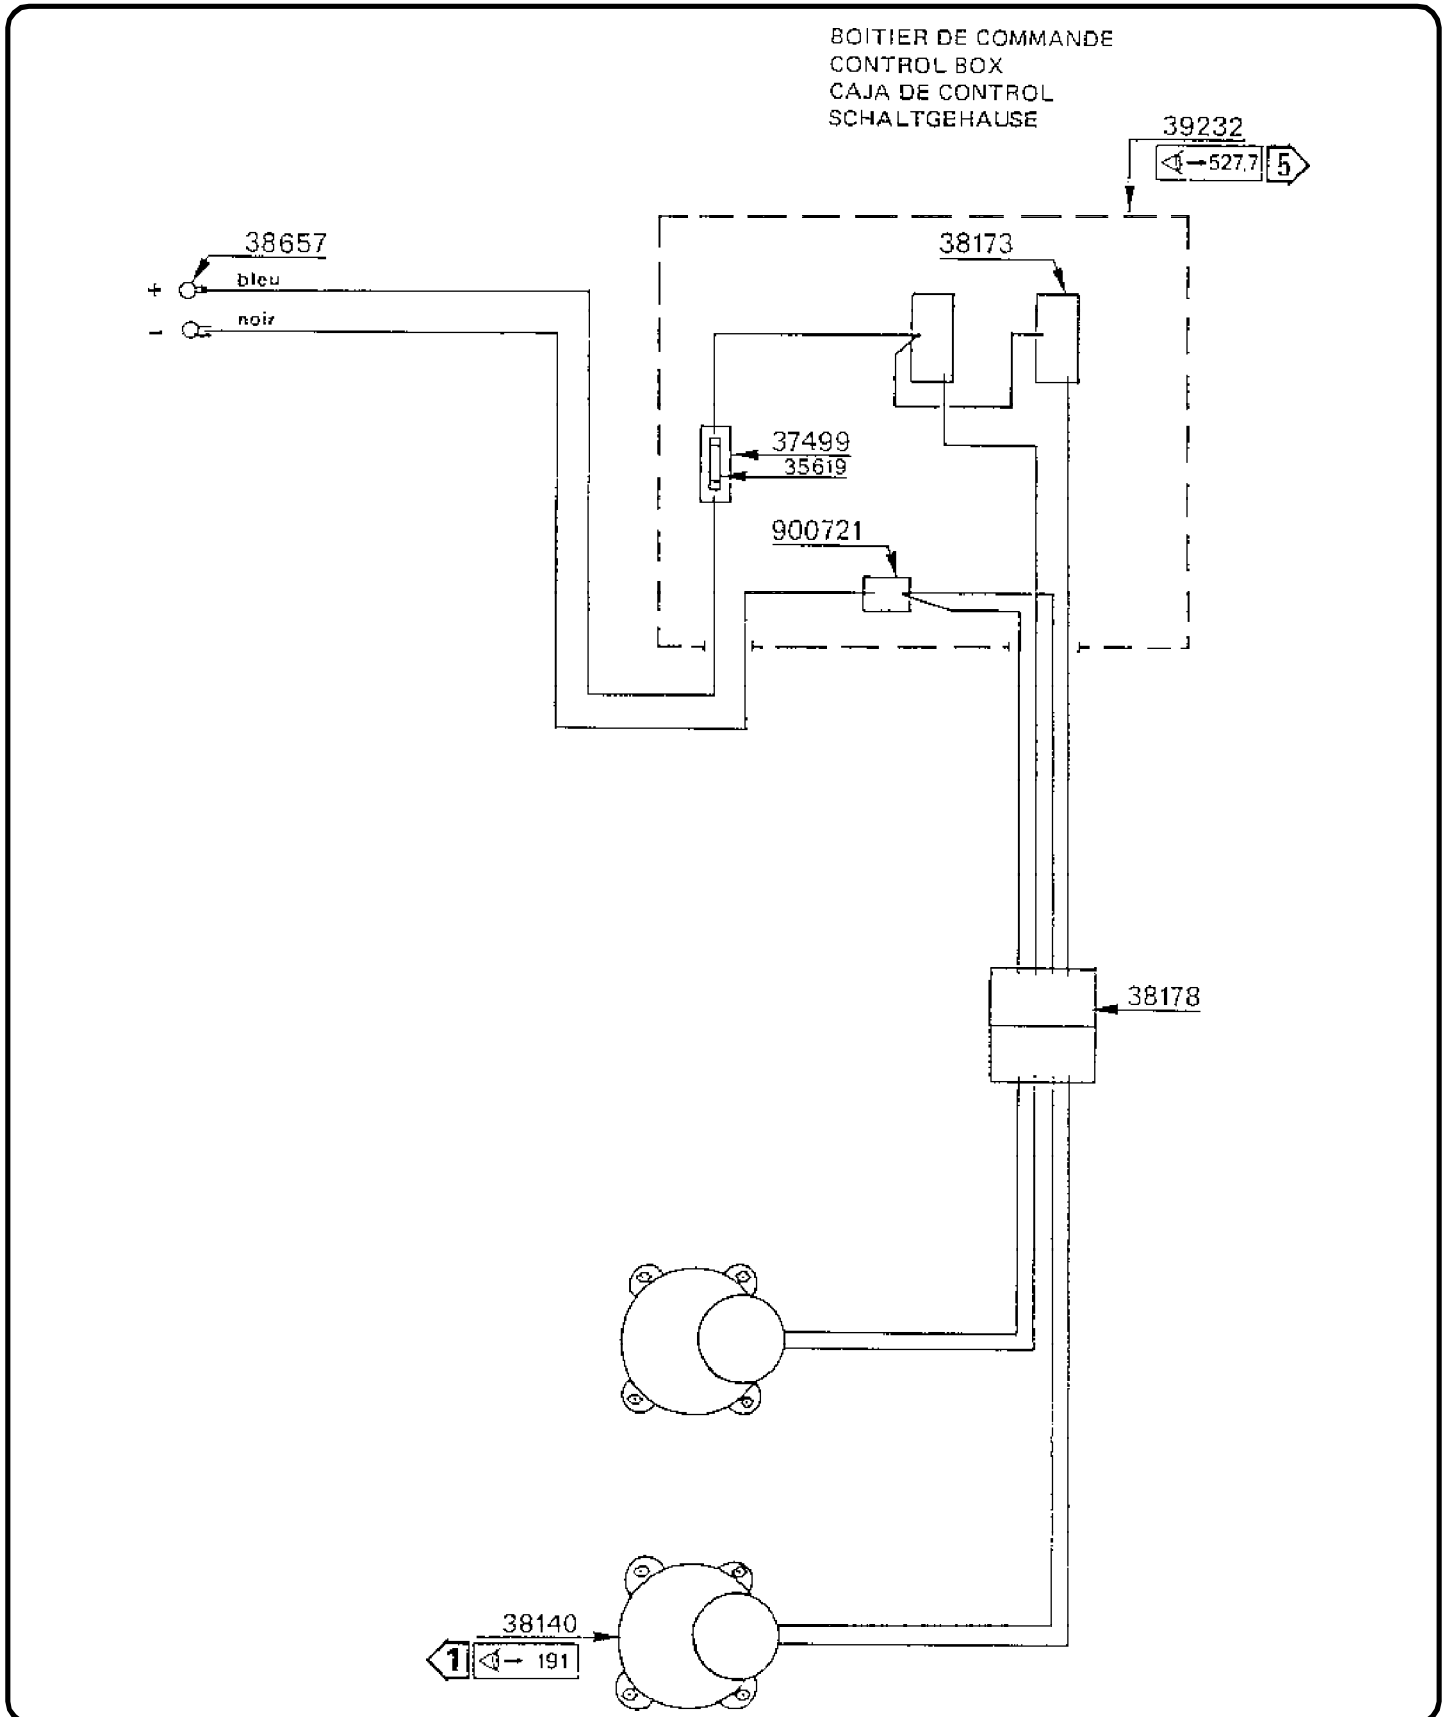 BOITIER DE COMMANDE
CONTROL BOX
CAJA DE CONTROL
SCHALTGEHAUSE
39232
→527,7 5
38657
38173
+ bleu
- noir
37499
35619
900721
38178
38140
1 → 191